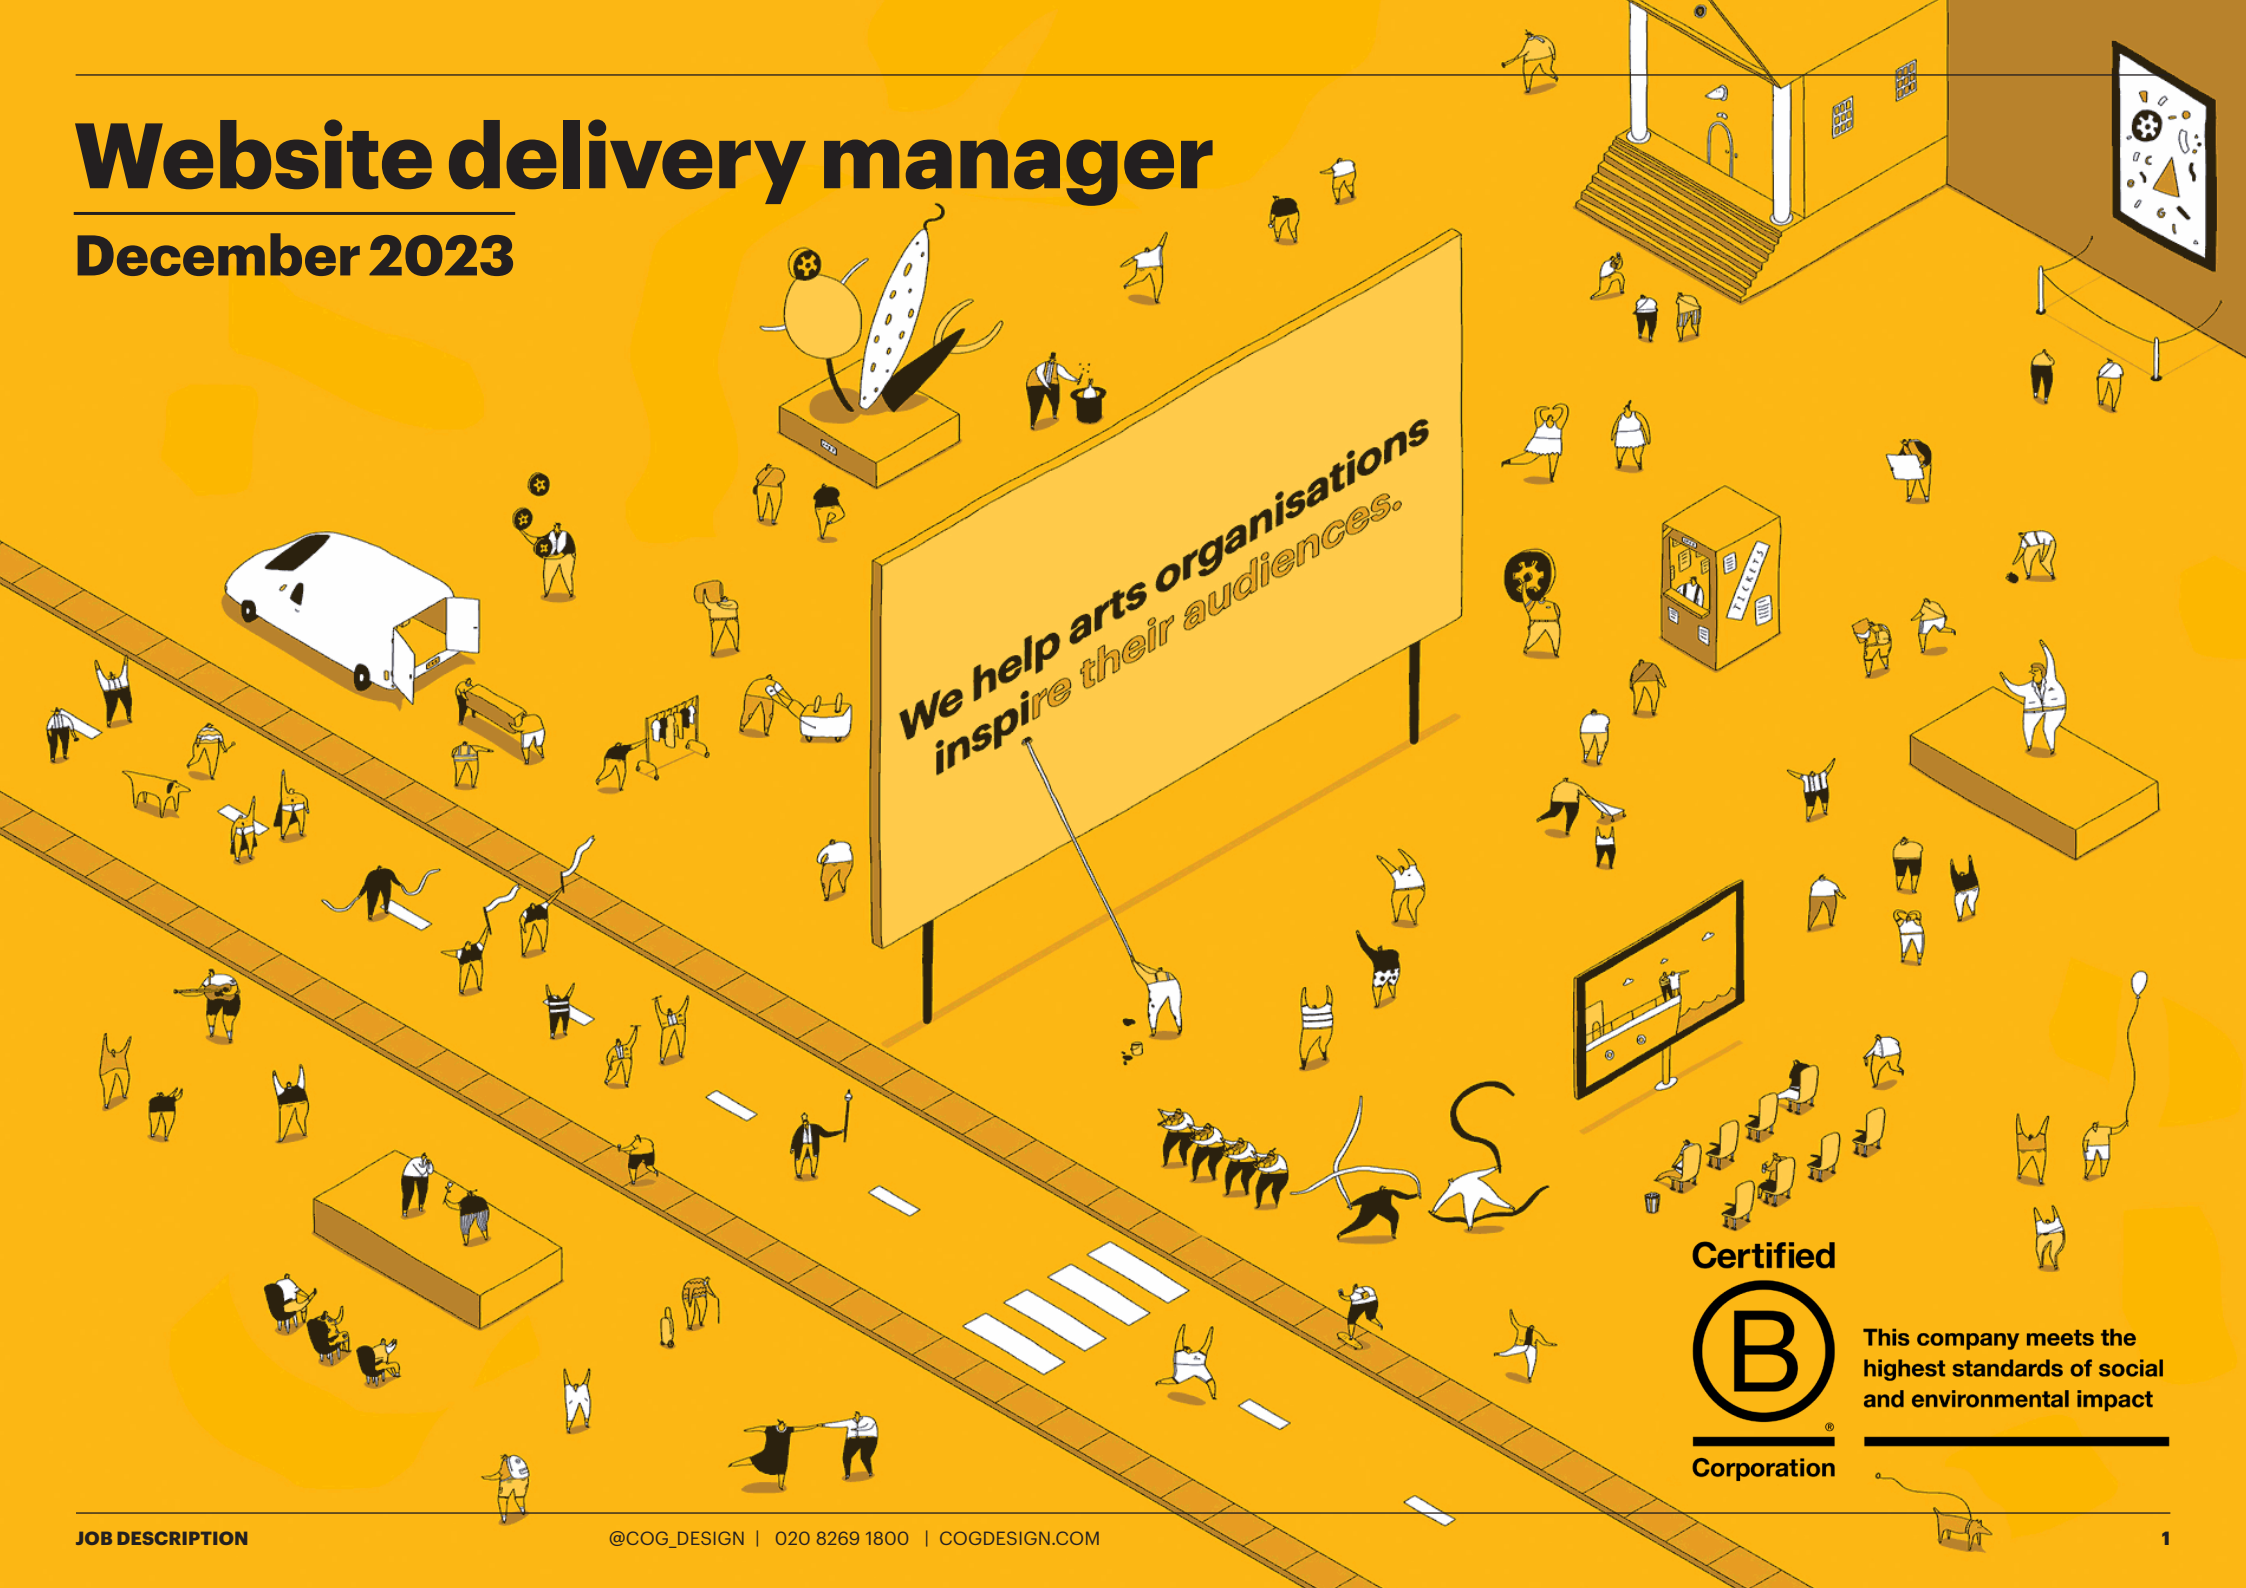 Website delivery manager
December 2023
We help arts organisations
inspire their audiences.
TICKETS
Certified
B
®
Corporation
This company meets the
highest standards of social
and environmental impact
JOB DESCRIPTION
@COG_DESIGN | 020 8269 1800 | COGDESIGN.COM
1